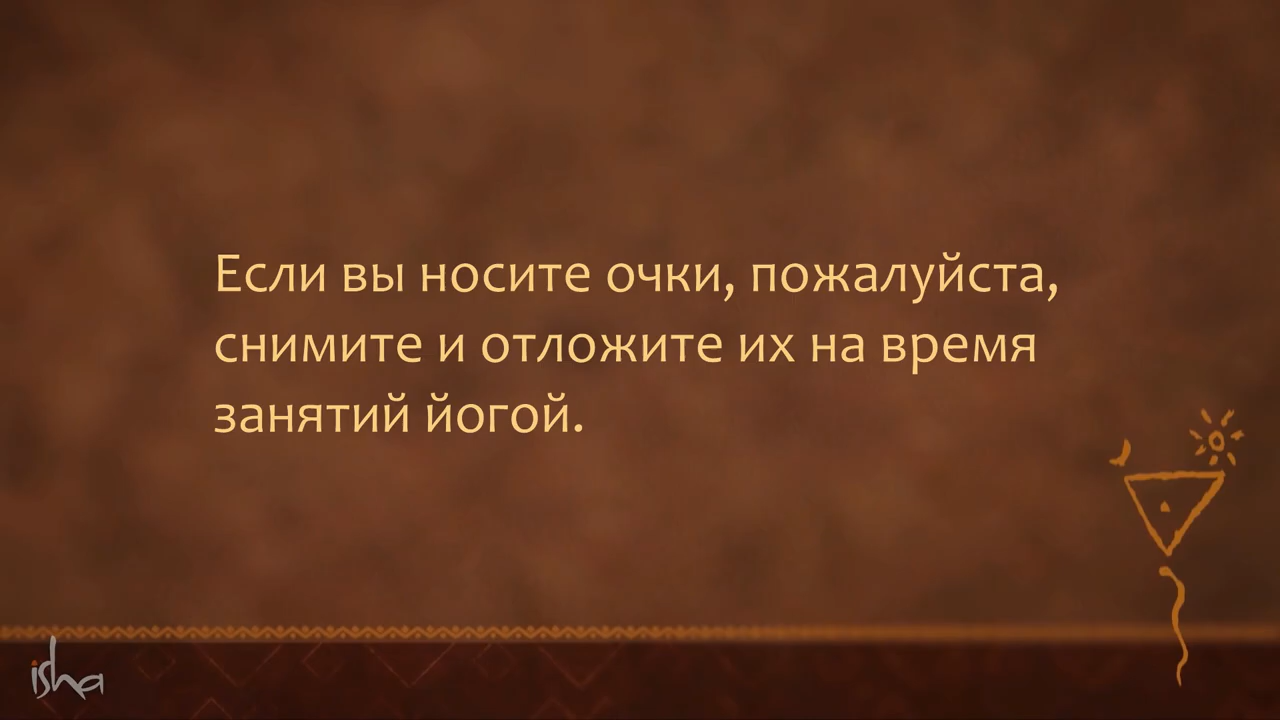 Если вы носите очки, пожалуйста,
снимите и отложите их на время
занятий йогой.
isha